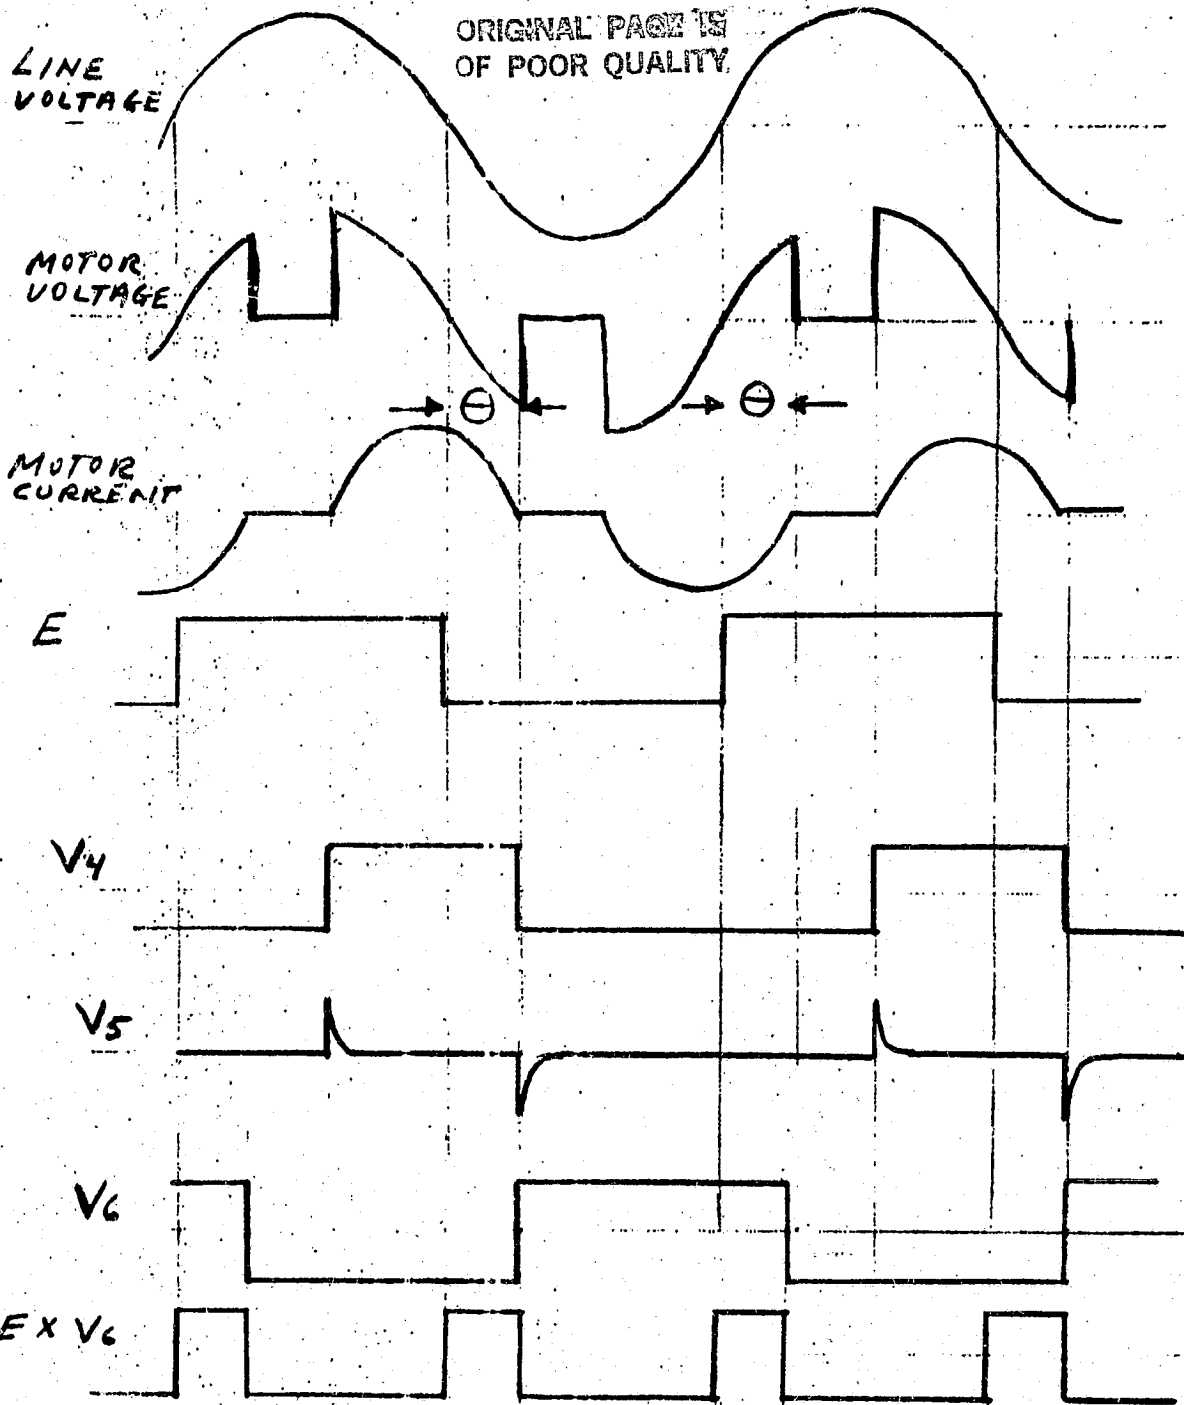 ORIGINAL PAGE IS
OF POOR QUALITY
LINE
VOLTAGE
MOTOR
VOLTAGE
θ θ
MOTOR
CURRENT
E
V4
V5
V6
E X V6